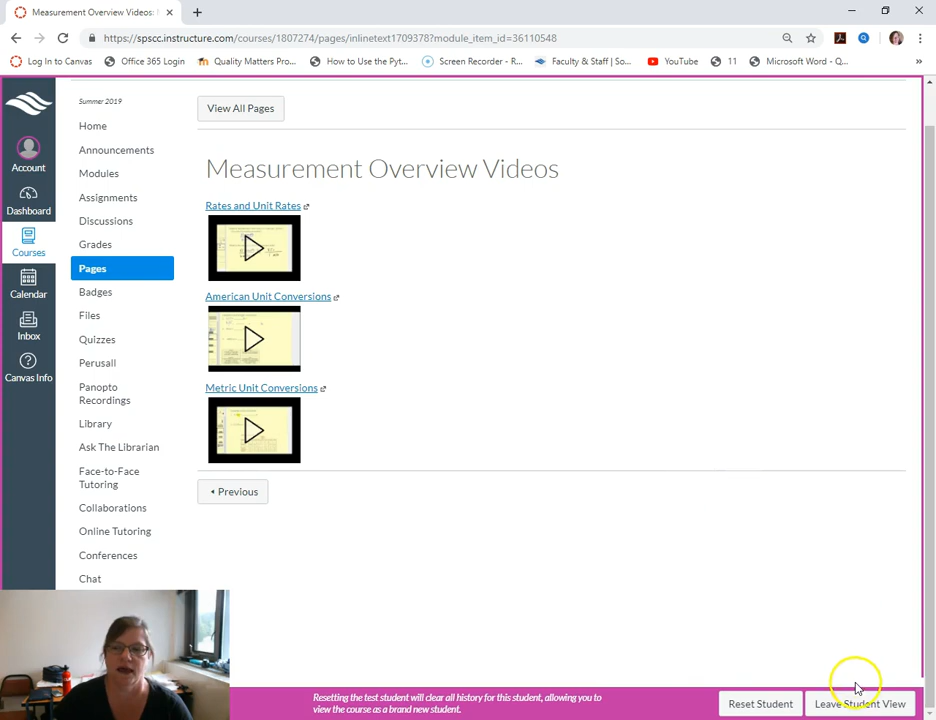 Measurement Overview Videos: 
https://spscc.instructure.com/courses/1807274/pages/inlinetext1709378?module_item_id=36110548
Log In to Canvas
Office 365 Login
Quality Matters Pro...
How to Use the Pyt...
Screen Recorder - R...
Faculty & Staff | So...
YouTube
11
Microsoft Word - Q...
»
Summer 2019
Home
Announcements
Modules
Assignments
Discussions
Grades
Pages
Badges
Files
Quizzes
Perusall
Panopto
Recordings
Library
Ask The Librarian
Face-to-Face
Tutoring
Collaborations
Online Tutoring
Conferences
Chat
Account
Dashboard
Courses
Calendar
Inbox
Canvas Info
View All Pages
Measurement Overview Videos
Rates and Unit Rates
American Unit Conversions
Metric Unit Conversions
Previous
Resetting the test student will clear all history for this student, allowing you to
view the course as a brand new student.
Reset Student
Leave Student View